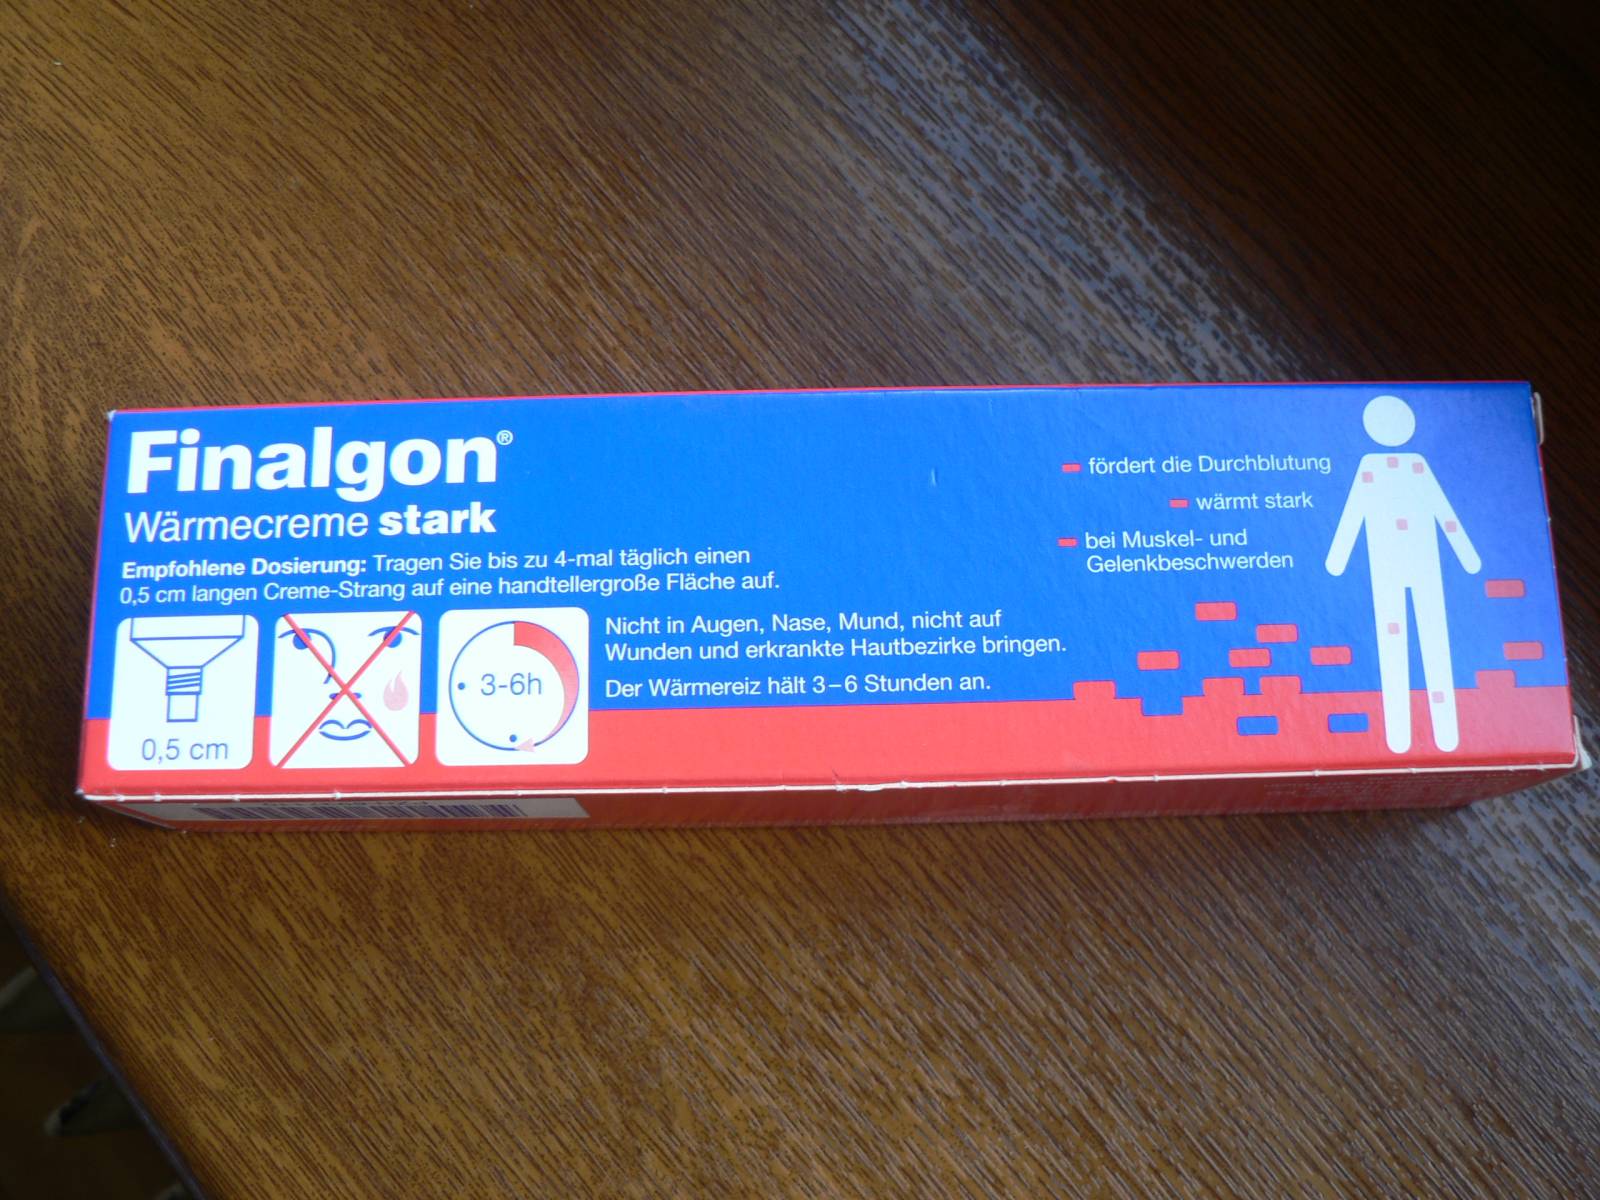 Finalgon®
Wärmecreme stark
Empfohlene Dosierung: Tragen Sie bis zu 4-mal täglich einen
0,5 cm langen Creme-Strang auf eine handtellergroße Fläche auf.
0,5 cm
3-6h
Nicht in Augen, Nase, Mund, nicht auf
Wunden und erkrankte Hautbezirke bringen.
Der Wärmereiz hält 3–6 Stunden an.
fördert die Durchblutung
wärmt stark
bei Muskel- und
Gelenkbeschwerden